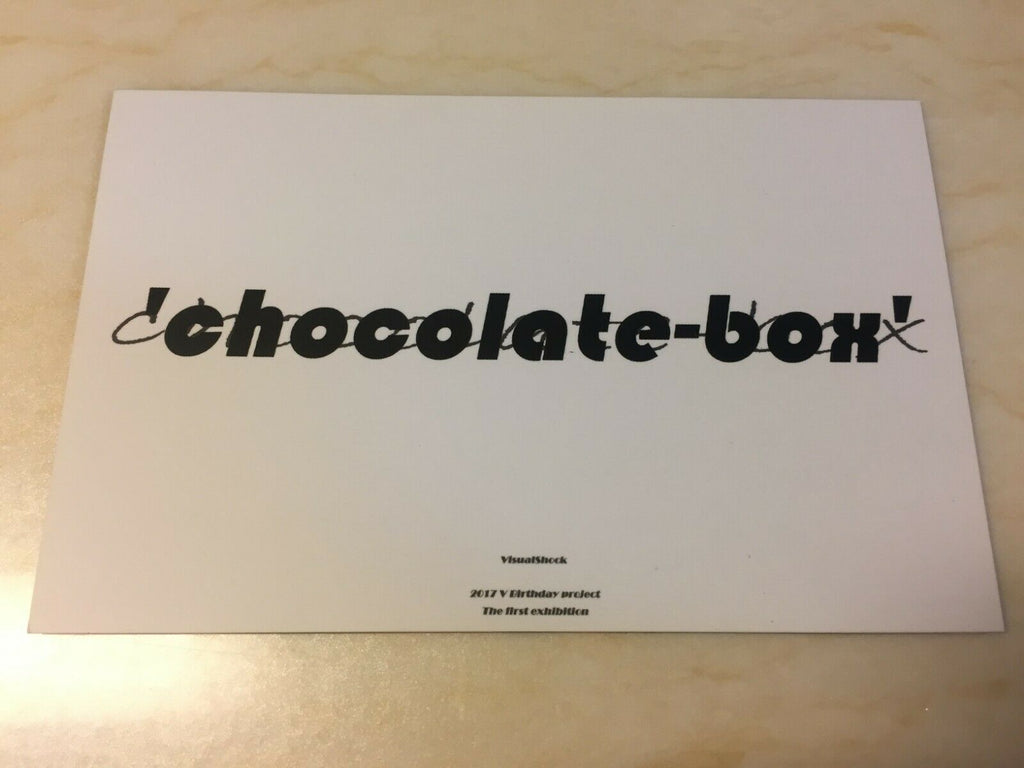 'chocolate-box'
VisualShock
2017 V Birthday project
The first exhibition